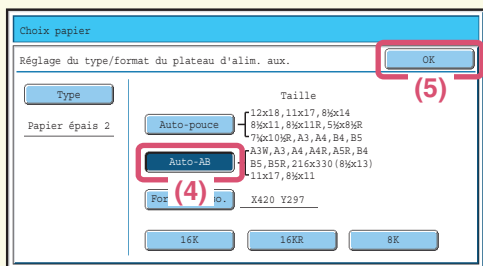 Choix papier
Réglage du type/format du plateau d'alim. aux.
OK
(5)
Type
Papier épais 2
Taille
Auto-pouce
12x18,11x17,8½x14
8½x11,8½x11R,5½x8½R
7¼x10½R,A3,A4,B4,B5
Auto-AB
A3W,A3,A4,A4R,A5R,B4
B5,B5R,216x330(8½x13)
11x17,8½x11
(4)
X420 Y297
16K
16KR
8K